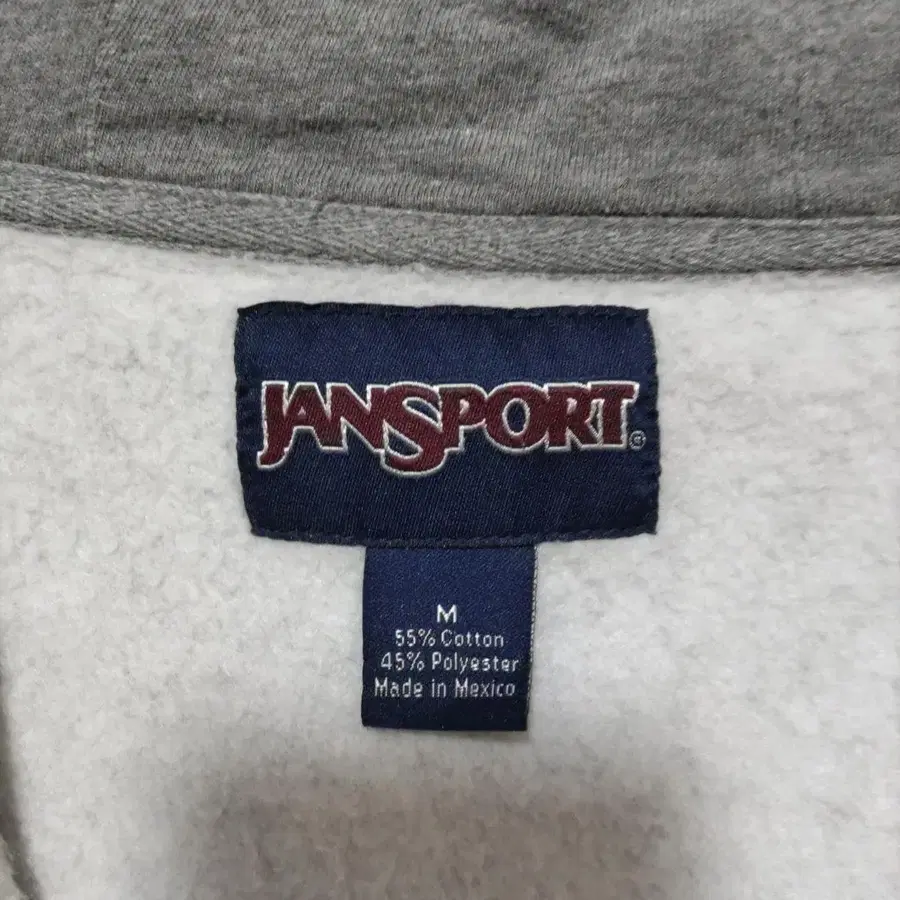 JANSPORT®
M
55% Cotton
45% Polyester
Made in Mexico